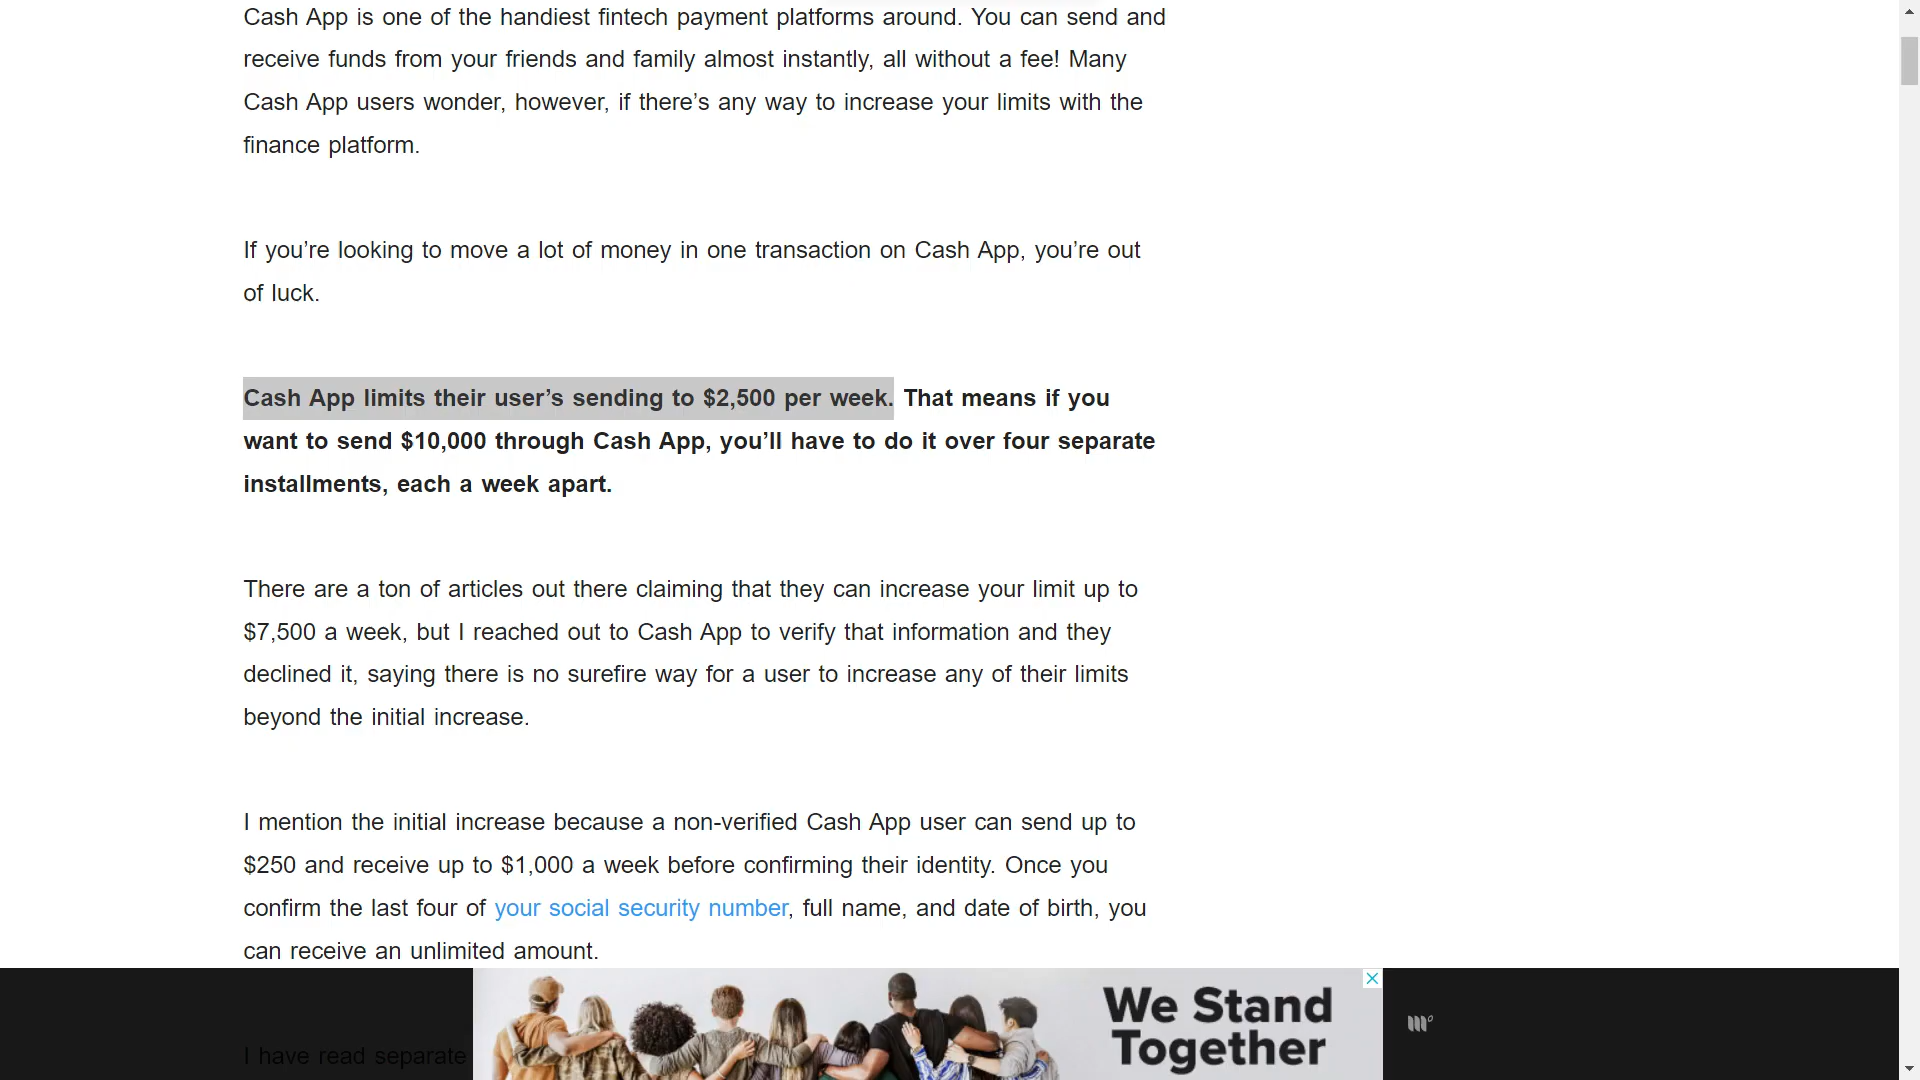 Cash App is one of the handiest fintech payment platforms around. You can send and
receive funds from your friends and family almost instantly, all without a fee! Many
Cash App users wonder, however, if there’s any way to increase your limits with the
finance platform.
If you’re looking to move a lot of money in one transaction on Cash App, you’re out
of luck.
Cash App limits their user’s sending to $2,500 per week. That means if you
want to send $10,000 through Cash App, you’ll have to do it over four separate
installments, each a week apart.
There are a ton of articles out there claiming that they can increase your limit up to
$7,500 a week, but I reached out to Cash App to verify that information and they
declined it, saying there is no surefire way for a user to increase any of their limits
beyond the initial increase.
I mention the initial increase because a non-verified Cash App user can send up to
$250 and receive up to $1,000 a week before confirming their identity. Once you
confirm the last four of your social security number, full name, and date of birth, you
can receive an unlimited amount.
I have read separate
We Stand
Together